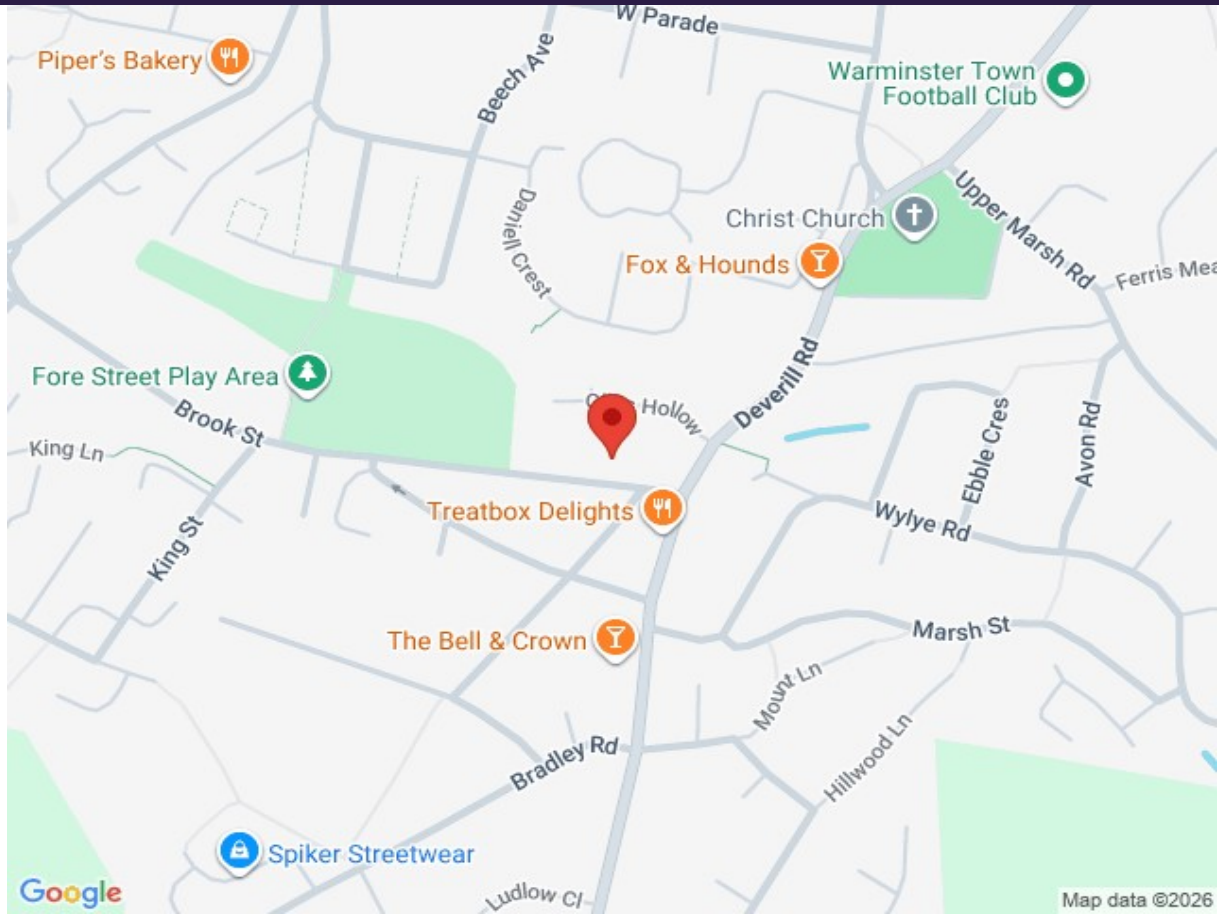 W Parade
Piper's Bakery
Beech Ave
Warminster Town
Football Club
Daniell Crest
Christ Church
Upper Marsh Rd
Fox & Hounds
Ferris Mea
Deverill Rd
Fore Street Play Area
Hollow
Brook St
King Ln
Ebble Cres
Avon Rd
Treatbox Delights
Wylye Rd
King St
The Bell & Crown
Marsh St
Mount Ln
Bradley Rd
Hillwood Ln
Spiker Streetwear
Ludlow Cl
Google
Map data ©2026